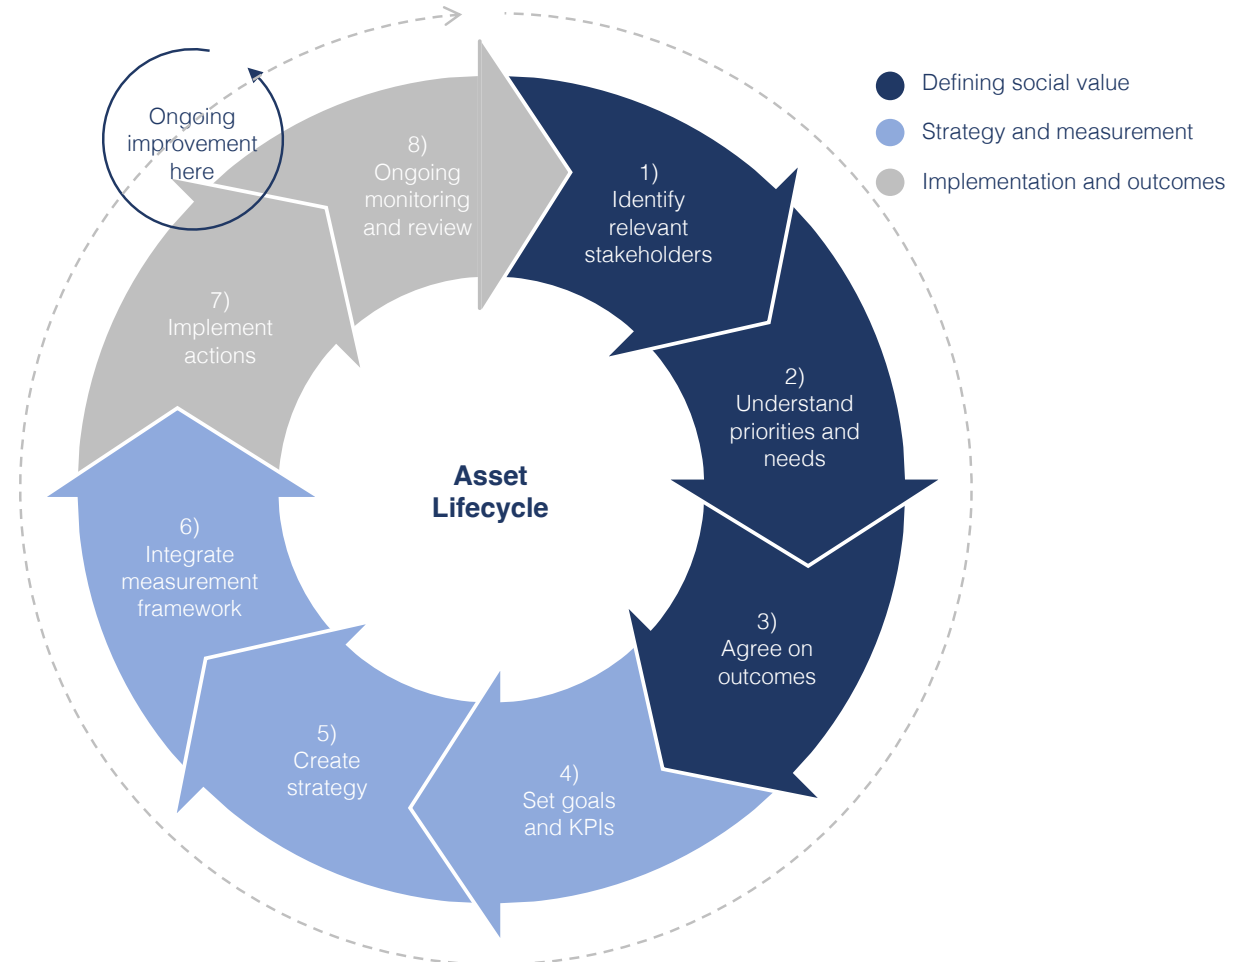 Ongoing
improvement
here
8)
Ongoing
monitoring
and review
1)
Identify
relevant
stakeholders
2)
Understand
priorities and
needs
3)
Agree on
outcomes
4)
Set goals
and KPIs
5)
Create
strategy
6)
Integrate
measurement
framework
7)
Implement
actions
Asset
Lifecycle
Defining social value
Strategy and measurement
Implementation and outcomes